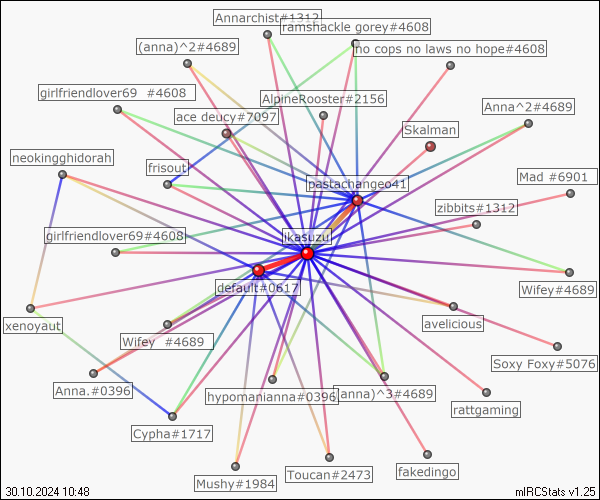 Annarchist#1312
ramshackle gorey#4608
(anna)^2#4689
no cops no laws no hope#4608
girlfriendlover69 #4608
AlpineRooster#2156
Anna^2#4689
ace deucy#7097
Skalman
neokingghidorah
frisout
Mad #6901
pastachangeo41
zibbits#1312
girlfriendlover69#4608
jkasuzu
default#0617
Wifey#4689
xenoyaut
avelicious
Wifey #4689
Soxy Foxy#5076
Anna.#0396
hypomanianna#0396
(anna)^3#4689
rattgaming
Cypha#1717
Mushy#1984
Toucan#2473
fakedingo
30.10.2024 10:48
mIRCStats v1.25